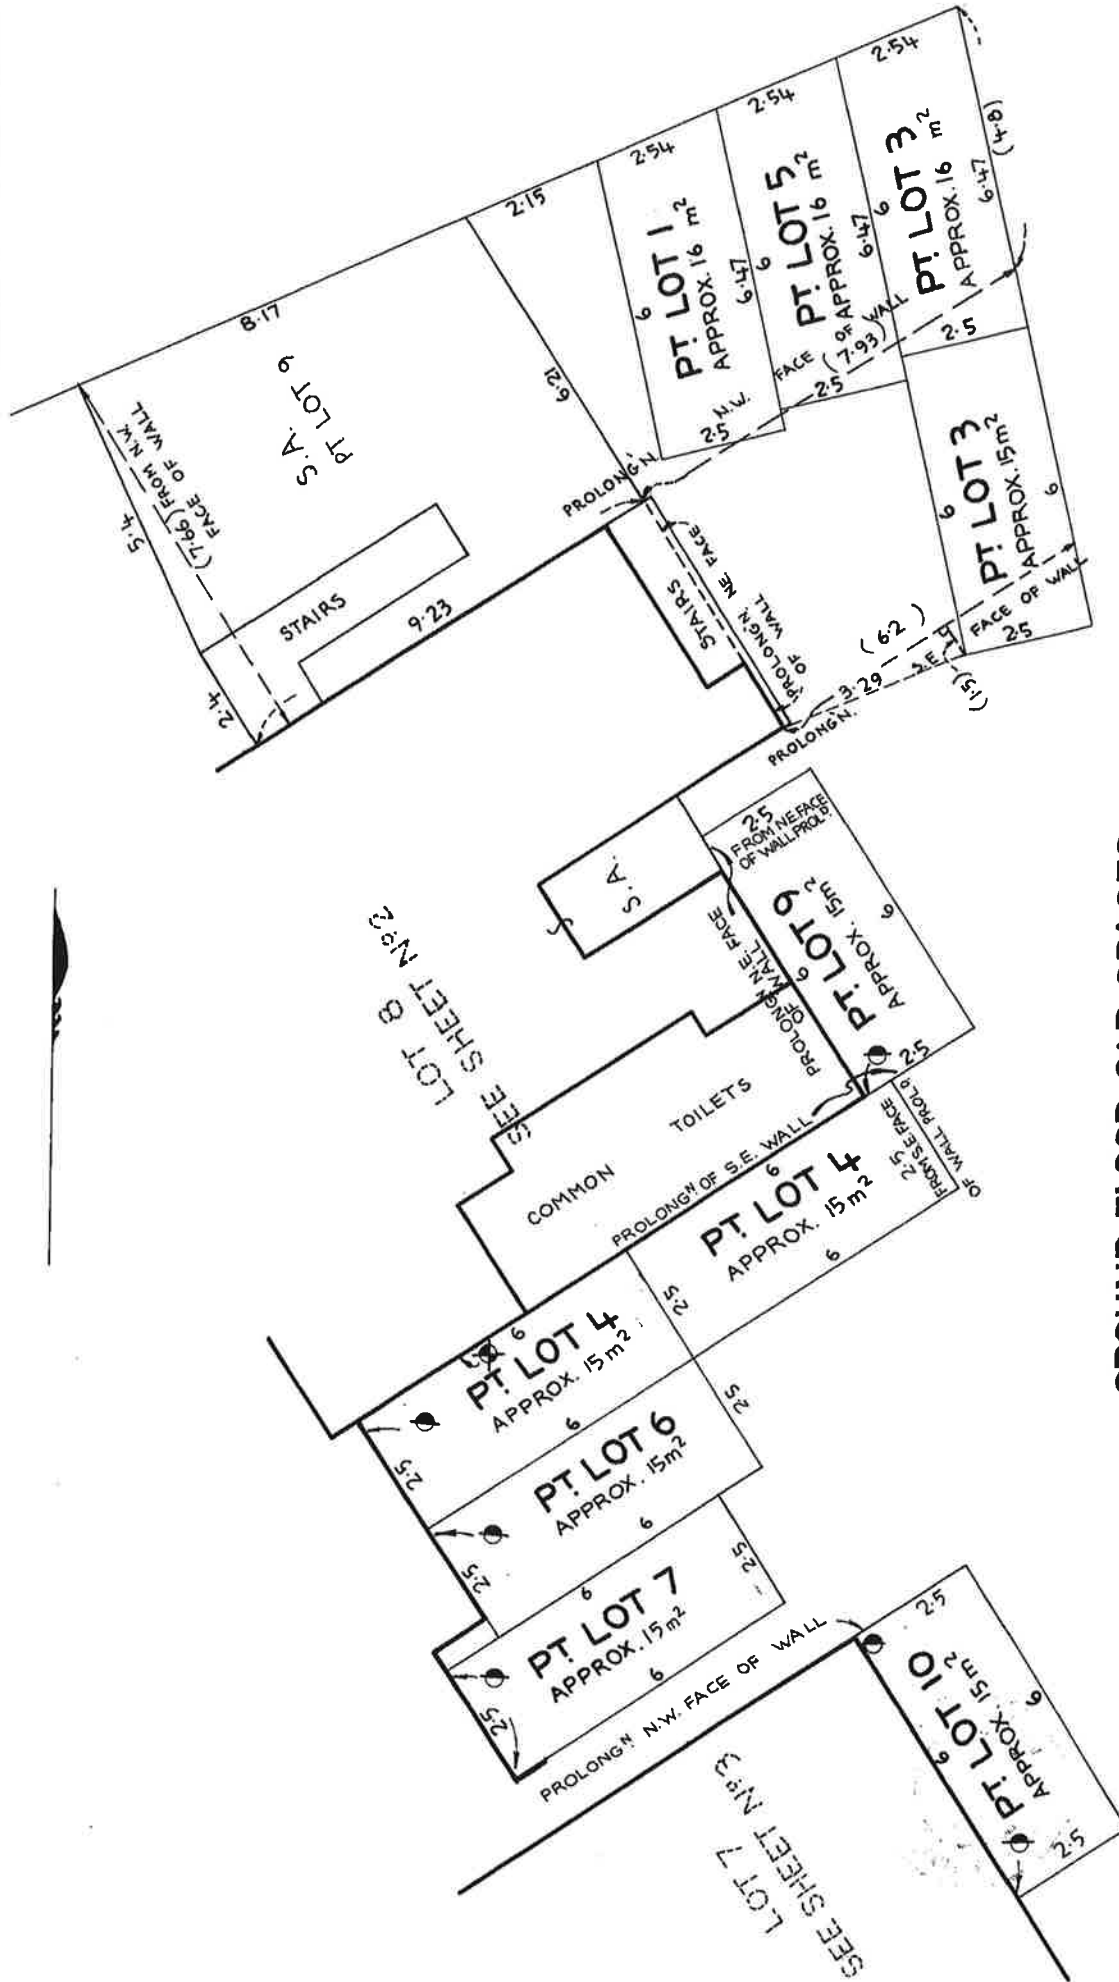 8.17
S.A.
PT LOT 9
5.4
(7.66) FROM N.W.
FACE OF WALL
2.4
STAIRS
9.23
2.15
6.21
2.54
6
PT. LOT 1
APPROX. 16 m²
6.47
2.5
2.54
6
PT. LOT 5
APPROX. 16 m²
6.47
2.5
N.W.
FACE OF WALL
(7.93)
2.54
6
PT. LOT 3
APPROX. 16 m²
6.47
(4.8)
2.5
PROLONG'N.
STAIRS
PROLONG'N. NE. FACE
OF WALL
6
PT. LOT 3
APPROX. 15m²
6
2.5
(6.2)
S.E.
FACE OF WALL
3.29
(1.5)
PROLONG'N.
S.A.
2.5
FROM N.E. FACE
OF WALL PROLD.
PROLONGN N.E. FACE
OF WALL
6
PT. LOT 9
APPROX. 15m²
6
2.5
LOT 8
SEE SHEET No.2
COMMON
TOILETS
PROLONGN OF S.E. WALL
6
PT. LOT 4
APPROX. 15m²
6
2.5
2.5
FROM S.E FACE
OF WALL PROLD
6
PT. LOT 4
APPROX. 15m²
2.5
6
PT. LOT 6
APPROX. 15m²
6
2.5
2.5
6
PT. LOT 7
APPROX. 15m²
6
2.5
2.5
PROLONGN N.W. FACE OF WALL
LOT 7
SEE SHEET No.3
2.5
6
PT. LOT 10
APPROX. 15m²
6
2.5